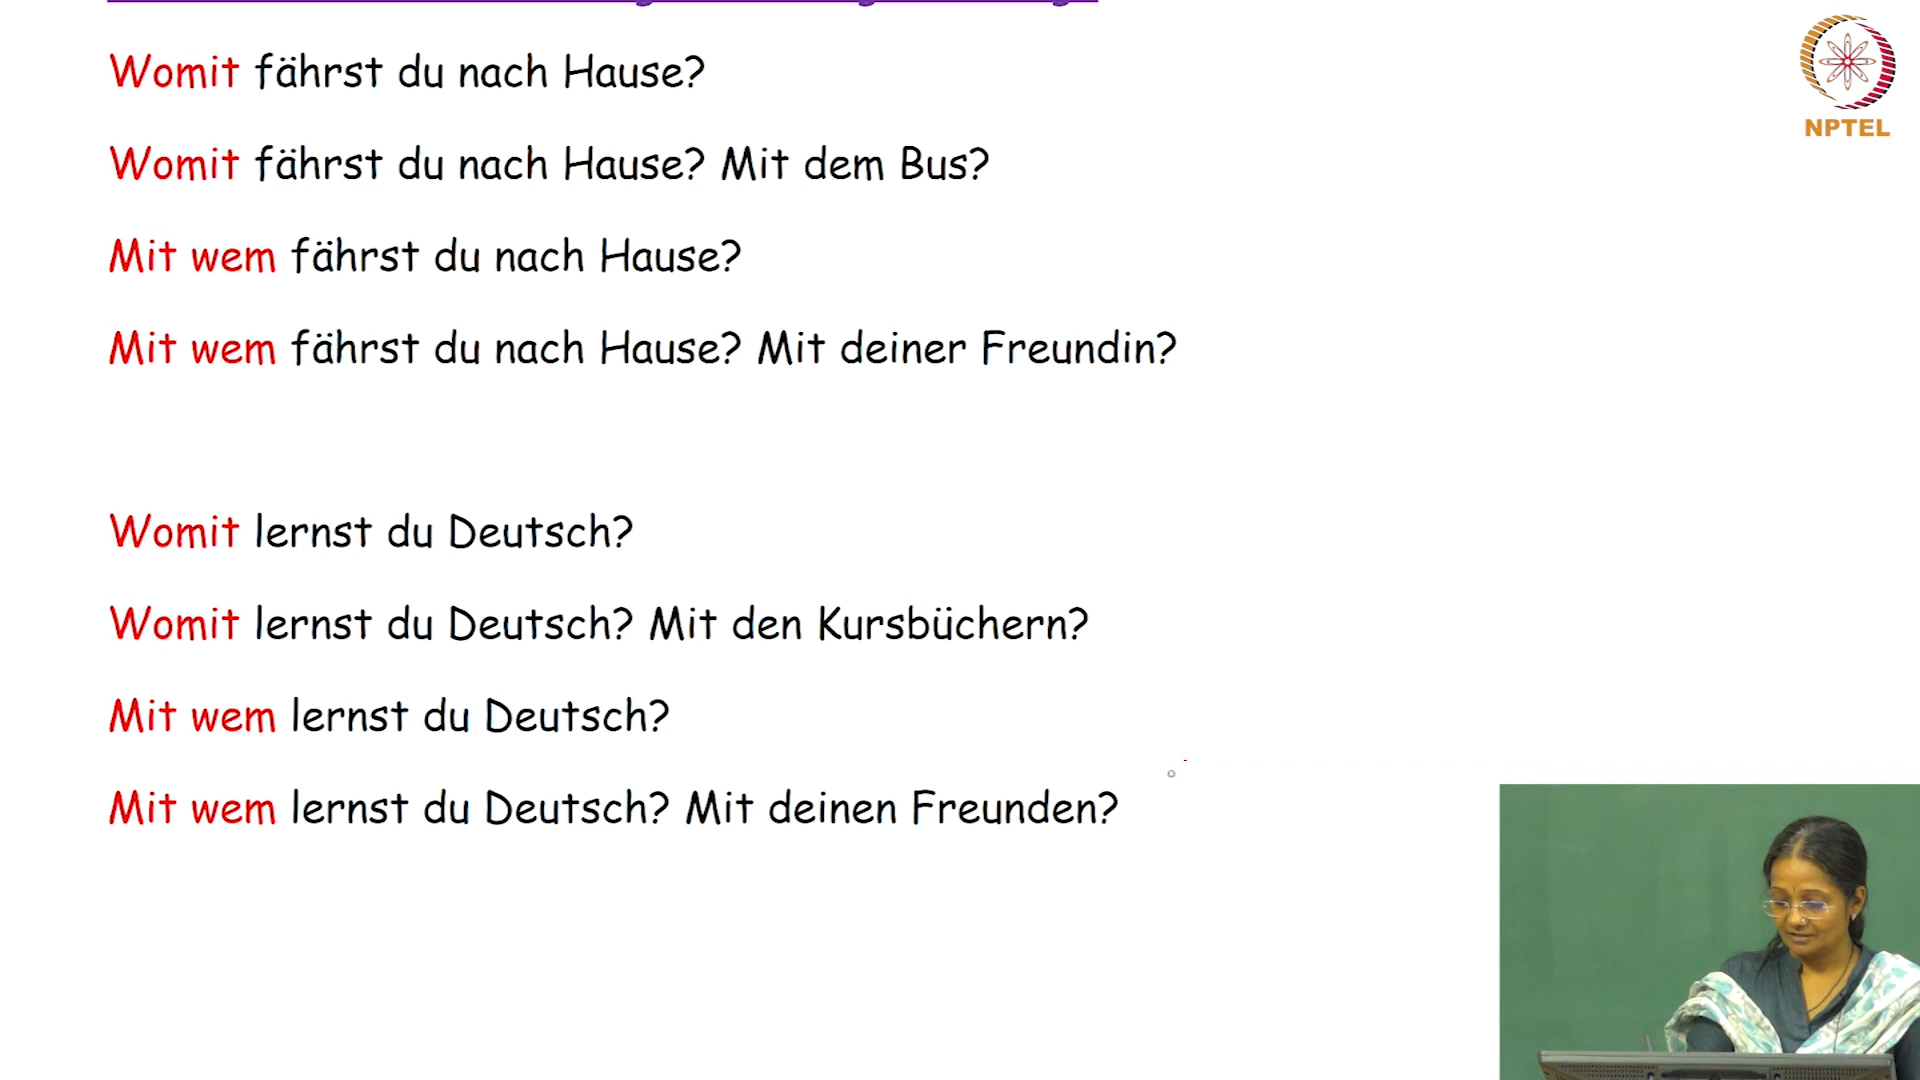 Womit fährst du nach Hause?
Womit fährst du nach Hause? Mit dem Bus?
Mit wem fährst du nach Hause?
Mit wem fährst du nach Hause? Mit deiner Freundin?
Womit lernst du Deutsch?
Womit lernst du Deutsch? Mit den Kursbüchern?
Mit wem lernst du Deutsch?
Mit wem lernst du Deutsch? Mit deinen Freunden?
NPTEL